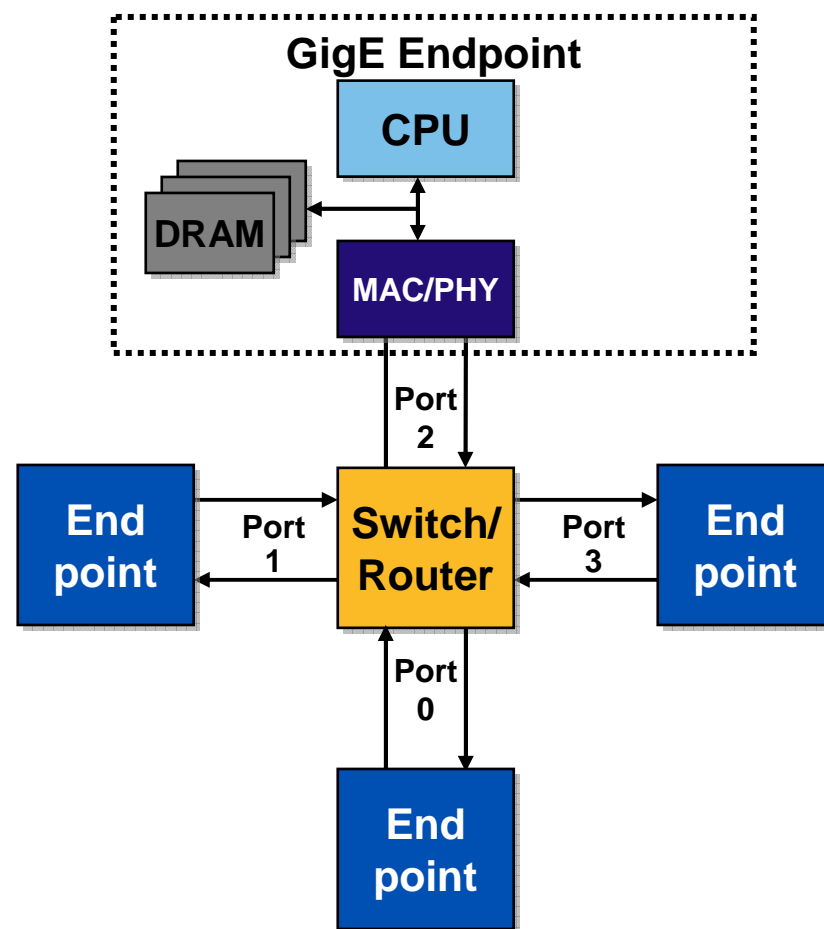 GigE Endpoint
CPU
DRAM
MAC/PHY
Port
2
End
point
Port
1
Switch/
Router
Port
3
End
point
Port
0
End
point